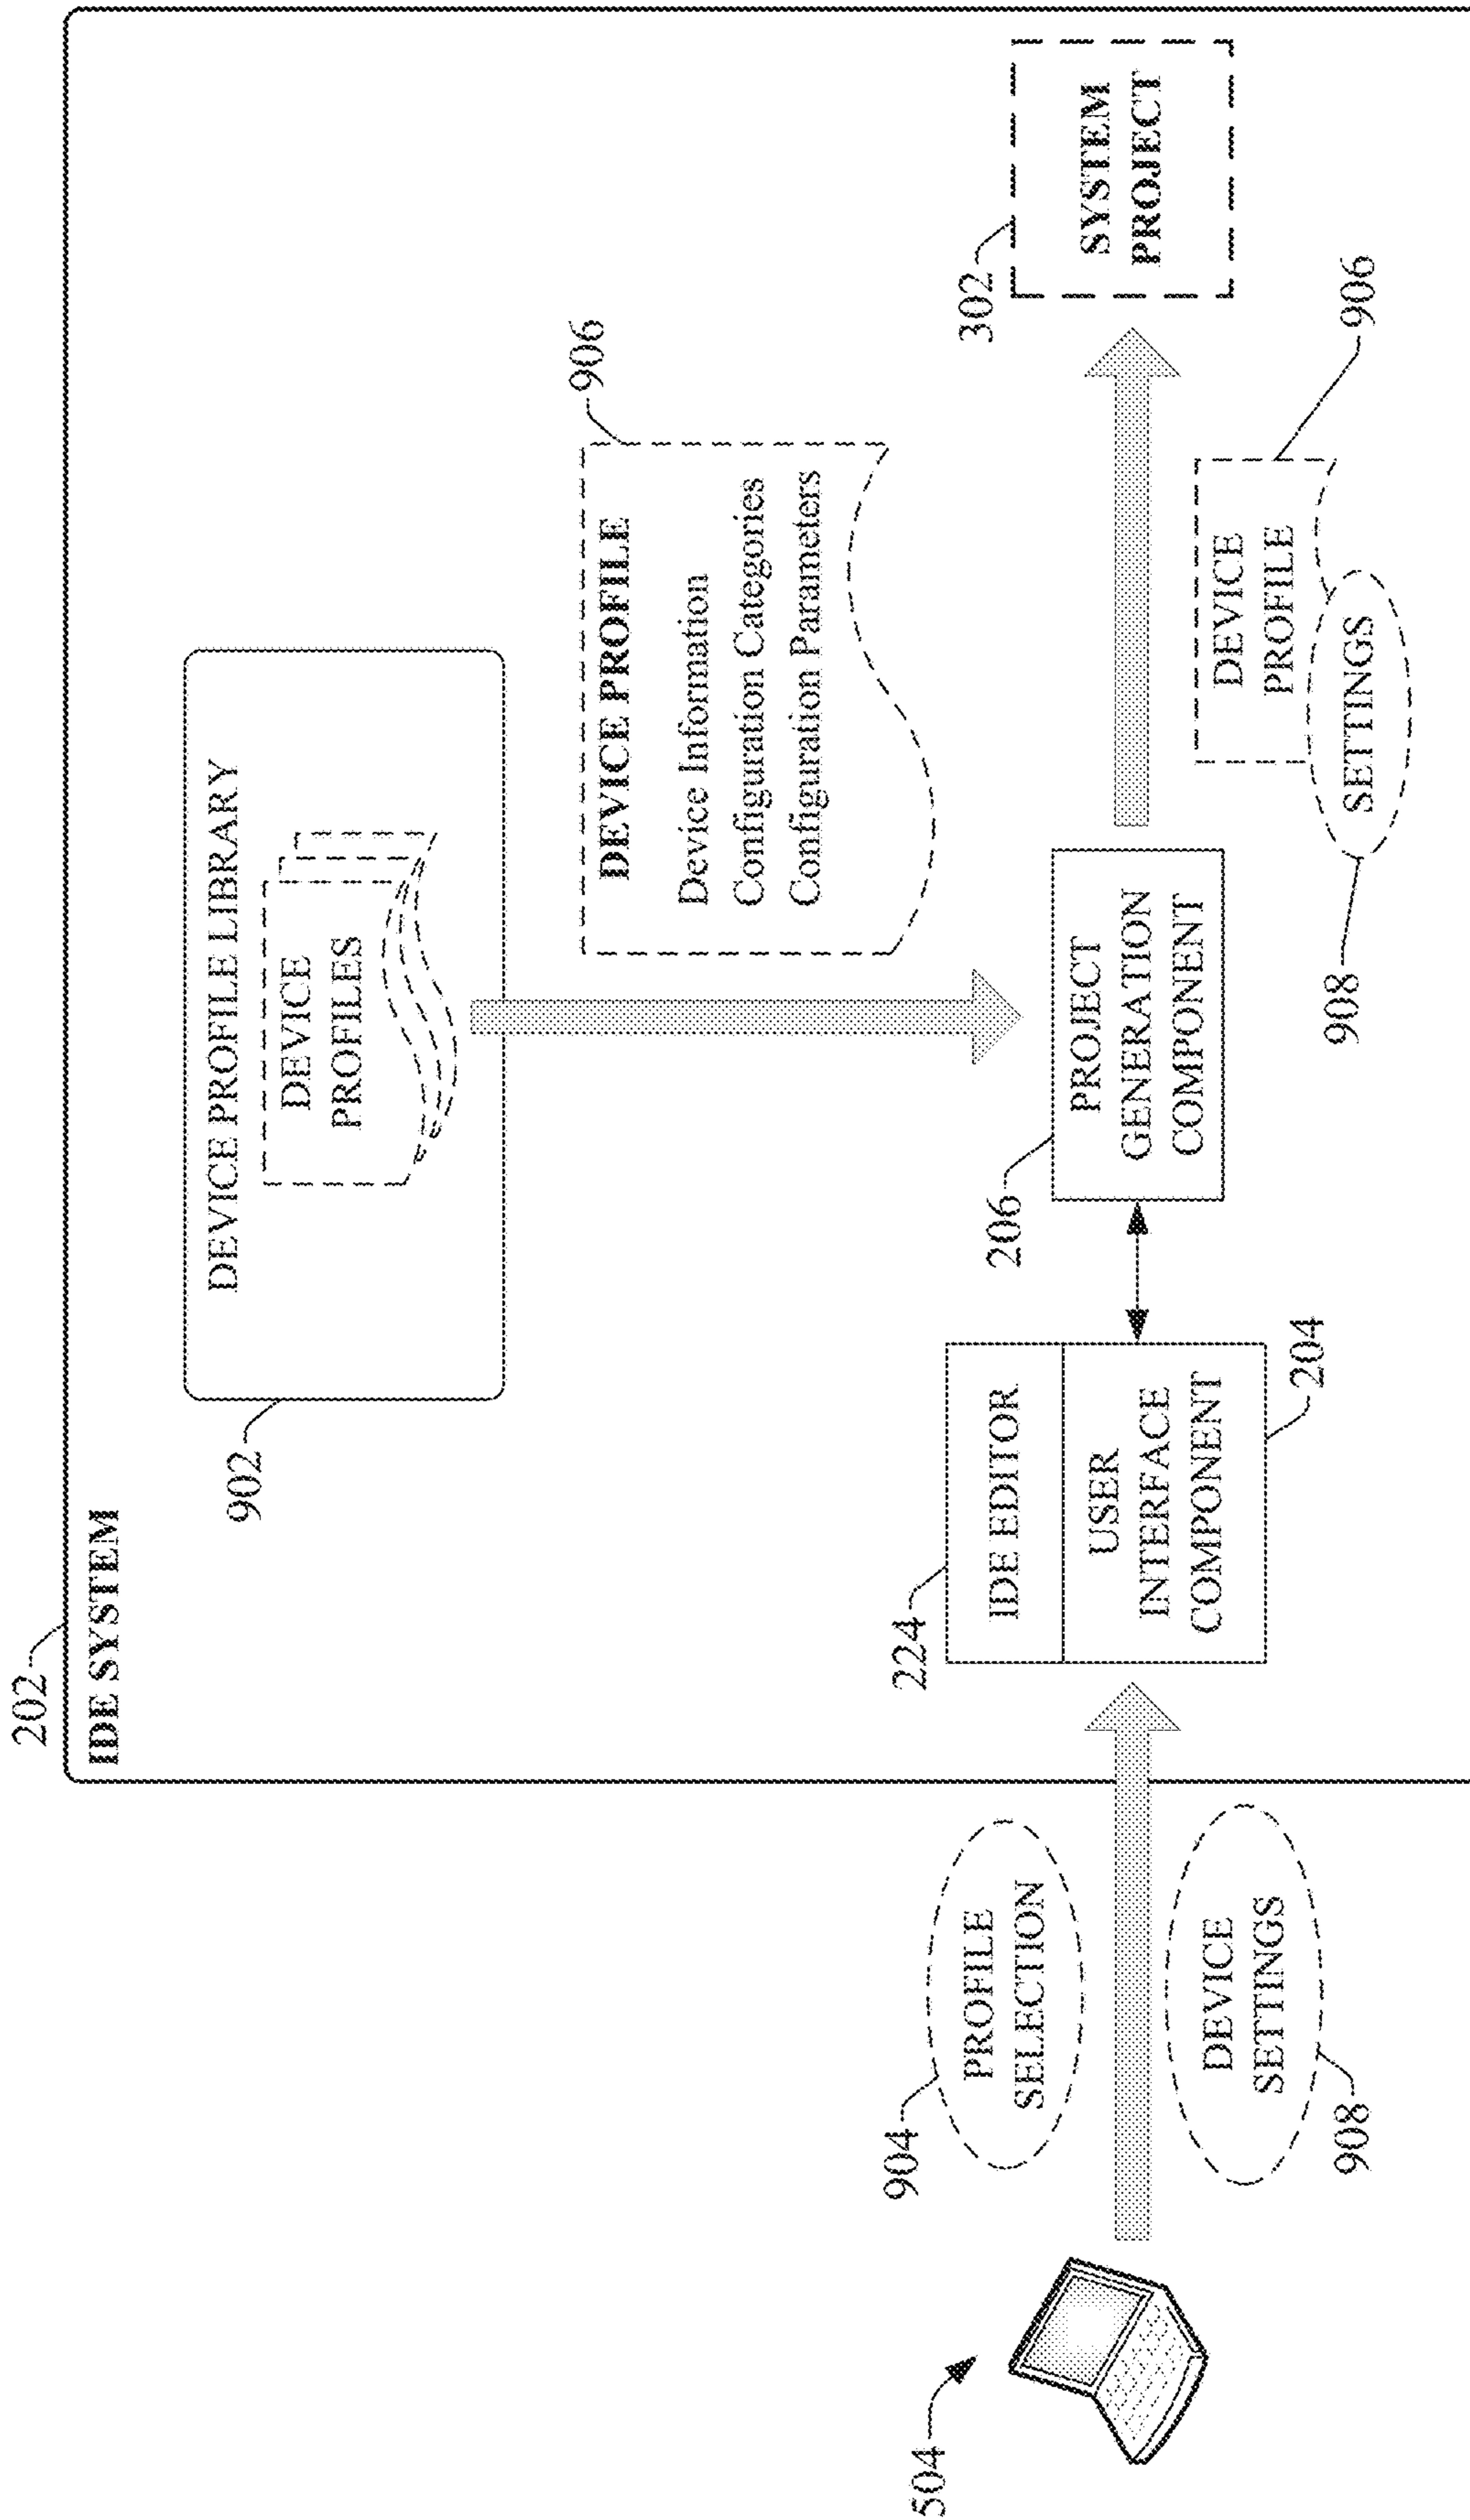 202
IDE SYSTEM
902
DEVICE PROFILE LIBRARY
DEVICE
PROFILES
906
DEVICE PROFILE
Device Information
Configuration Categories
Configuration Parameters
504
904
PROFILE
SELECTION
DEVICE
SETTINGS
908
224
IDE EDITOR
USER
INTERFACE
COMPONENT
204
206
PROJECT
GENERATION
COMPONENT
302
SYSTEM
PROJECT
DEVICE
PROFILE
906
SETTINGS
908